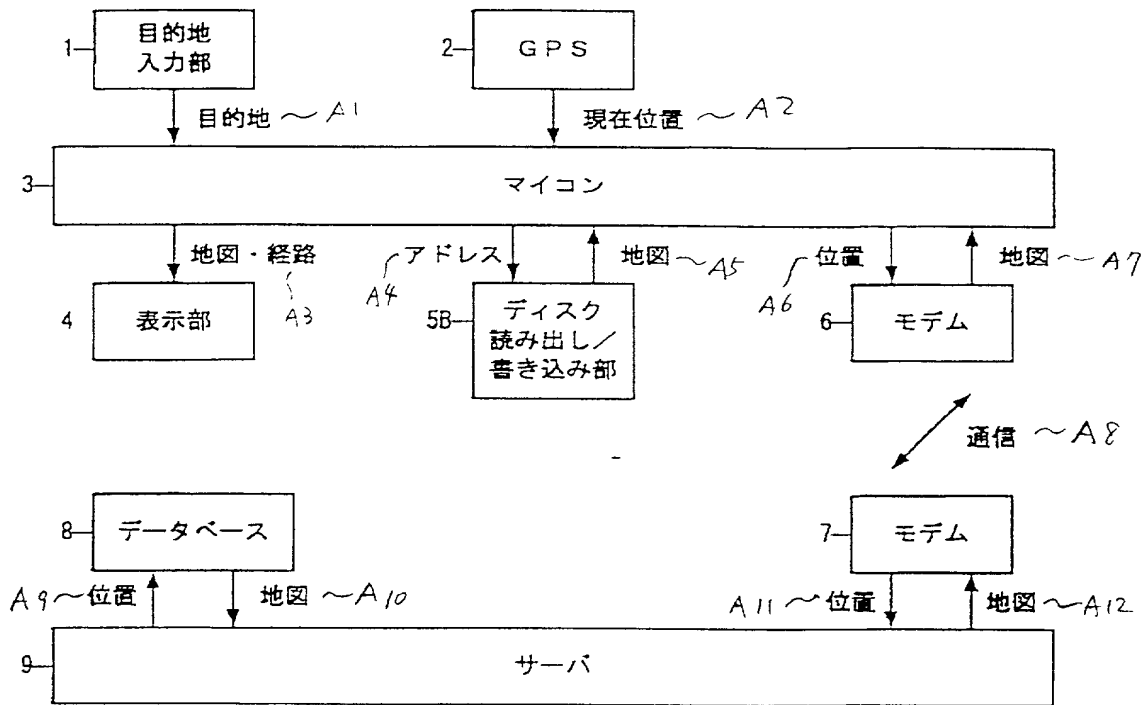 1
目的地
入力部
2
GPS
目的地 ～ A1
現在位置 ～ A2
3
マイコン
地図・経路
A3
A4
アドレス
地図 ～ A5
A6
位置
地図 ～ A7
4
表示部
5B
ディスク
読み出し／
書き込み部
6
モデム
通信 ～ A8
8
データベース
7
モデム
A9 ～ 位置
地図 ～ A10
A11 ～ 位置
地図 ～ A12
9
サーバ